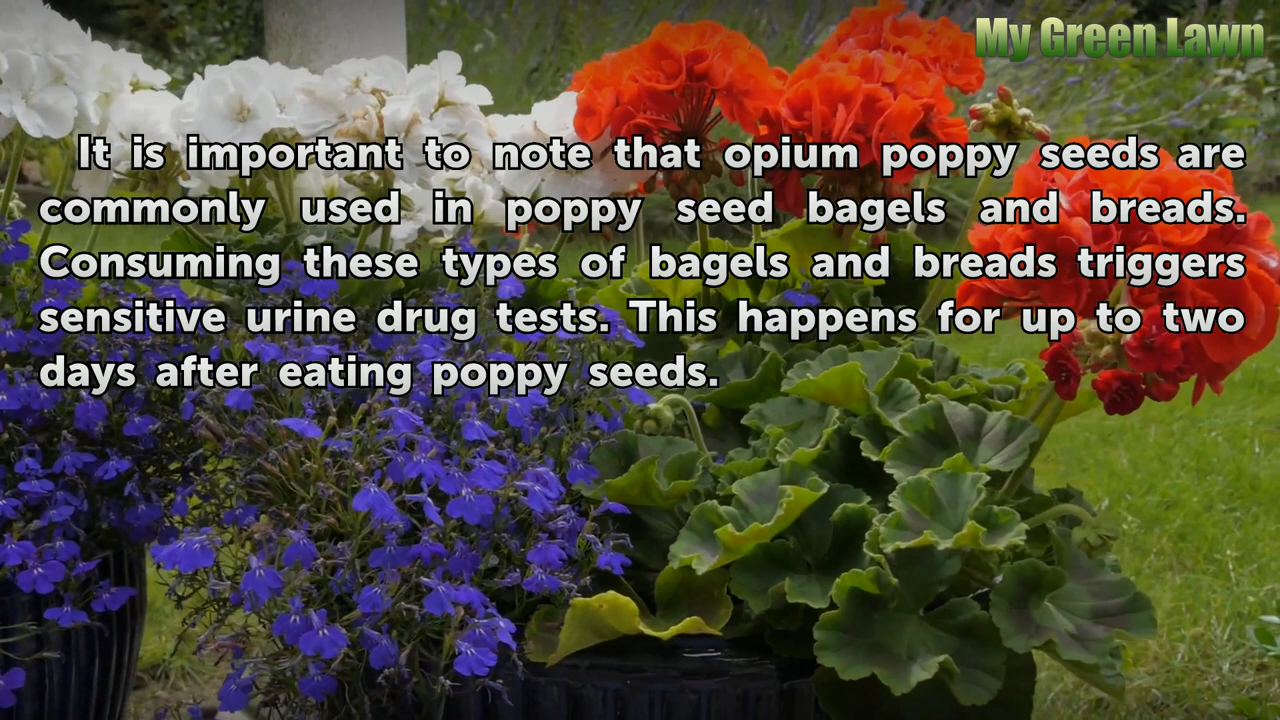 My Green Lawn
It is important to note that opium poppy seeds are
commonly used in poppy seed bagels and breads.
Consuming these types of bagels and breads triggers
sensitive urine drug tests. This happens for up to two
days after eating poppy seeds.